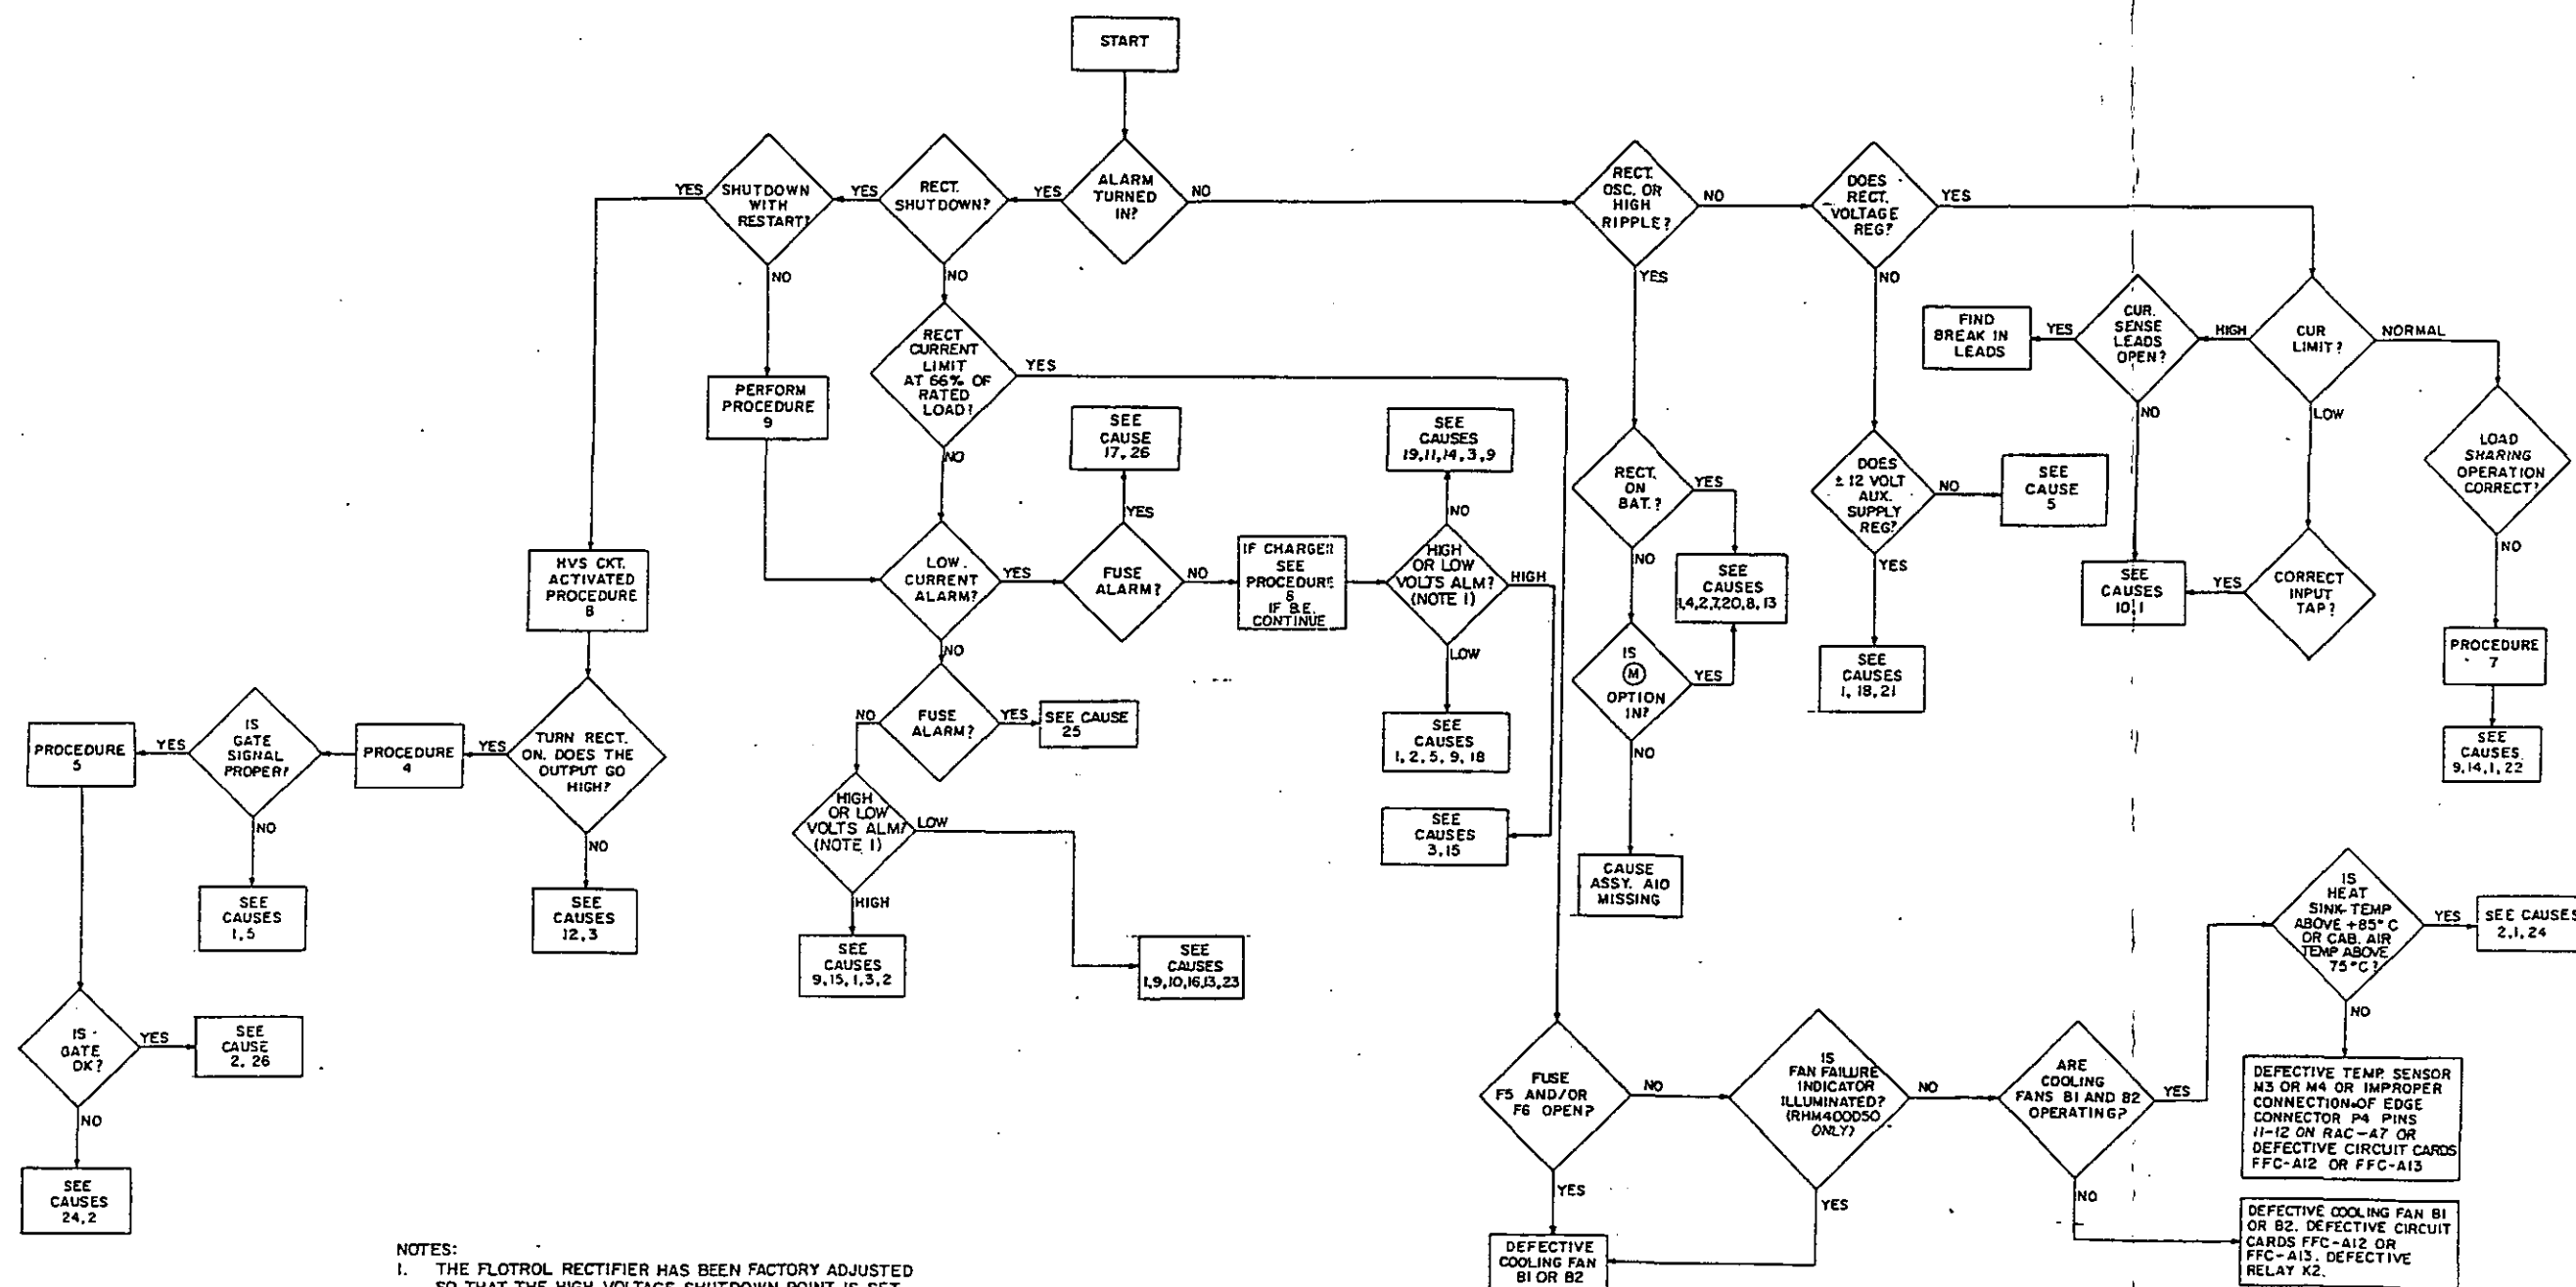 START
ALARM
TURNED
IN?
YES
NO
RECT.
SHUTDOWN?
YES
NO
SHUTDOWN
WITH
RESTART?
YES
NO
RECT.
OSC. OR
HIGH
RIPPLE?
NO
YES
DOES
RECT.
VOLTAGE
REG?
YES
NO
FIND
BREAK IN
LEADS
YES
CUR.
SENSE
LEADS
OPEN?
NO
HIGH
CUR
LIMIT?
NORMAL
LOW
PERFORM
PROCEDURE
9
RECT
CURRENT
LIMIT
AT 66% OF
RATED
LOAD?
YES
NO
SEE
CAUSE
17, 26
YES
SEE
CAUSES
19,11,14,3,9
NO
RECT.
ON
BAT.?
YES
NO
DOES
± 12 VOLT
AUX.
SUPPLY
REG?
NO
YES
SEE
CAUSE
5
LOAD
SHARING
OPERATION
CORRECT?
NO
HVS CKT.
ACTIVATED
PROCEDURE
8
LOW.
CURRENT
ALARM?
YES
NO
FUSE
ALARM?
NO
IF CHARGER
SEE
PROCEDURE
6
IF B.E.
CONTINUE
HIGH
OR LOW
VOLTS ALM?
(NOTE 1)
HIGH
LOW
SEE
CAUSES
1,4,2,7,20,8,13
SEE
CAUSES
10,1
YES
CORRECT
INPUT
TAP?
IS
M
OPTION
IN?
YES
NO
SEE
CAUSES
1, 18, 21
PROCEDURE
7
SEE
CAUSES
9,14,1,22
PROCEDURE
5
YES
IS
GATE
SIGNAL
PROPER?
NO
PROCEDURE
4
YES
TURN RECT.
ON. DOES THE
OUTPUT GO
HIGH?
NO
NO
FUSE
ALARM?
YES
SEE CAUSE
25
SEE
CAUSES
1, 2, 5, 9, 18
SEE
CAUSES
3,15
HIGH
OR LOW
VOLTS ALM?
(NOTE 1)
LOW
HIGH
SEE
CAUSES
1, 5
SEE
CAUSES
12, 3
SEE
CAUSES
9, 15, 1, 3, 2
SEE
CAUSES
1,9,10,16,13,23
CAUSE
ASSY. A10
MISSING
IS
HEAT
SINK-TEMP
ABOVE +85° C
OR CAB. AIR
TEMP ABOVE
75°C?
YES
NO
SEE CAUSES
2,1,24
IS
GATE
OK?
YES
NO
SEE
CAUSE
2, 26
SEE
CAUSES
24,2
FUSE
F5 AND/OR
F6 OPEN?
NO
YES
IS
FAN FAILURE
INDICATOR
ILLUMINATED?
(RHM400D50
ONLY)
NO
YES
ARE
COOLING
FANS B1 AND B2
OPERATING?
YES
NO
DEFECTIVE TEMP. SENSOR
M3 OR M4 OR IMPROPER
CONNECTION OF EDGE
CONNECTOR P4 PINS
11-12 ON RAC-A7 OR
DEFECTIVE CIRCUIT CARDS
FFC-A12 OR FFC-A13
DEFECTIVE
COOLING FAN
B1 OR B2
DEFECTIVE COOLING FAN B1
OR B2. DEFECTIVE CIRCUIT
CARDS FFC-A12 OR
FFC-A13. DEFECTIVE
RELAY K2.
NOTES:
1. THE FLOTROL RECTIFIER HAS BEEN FACTORY ADJUSTED
SO THAT THE HIGH VOLTAGE SHUTDOWN POINT IS SET